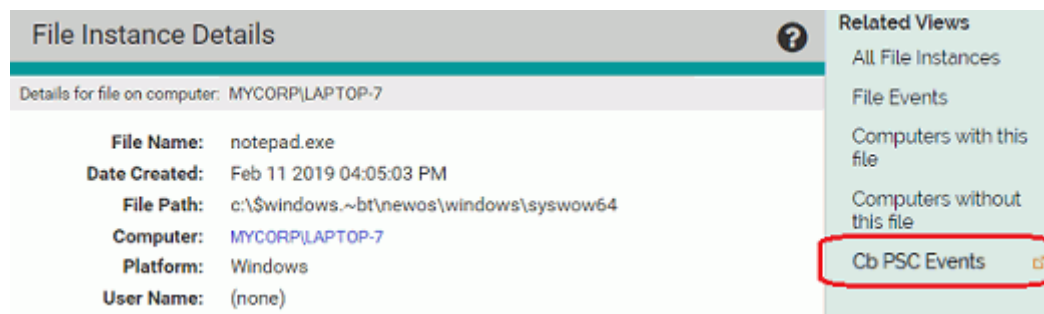 File Instance Details
Details for file on computer: MYCORP\LAPTOP-7
File Name: notepad.exe
Date Created: Feb 11 2019 04:05:03 PM
File Path: c:\$windows.~bt\newos\windows\syswow64
Computer: MYCORP\LAPTOP-7
Platform: Windows
User Name: (none)
Related Views
All File Instances
File Events
Computers with this
file
Computers without
this file
Cb PSC Events